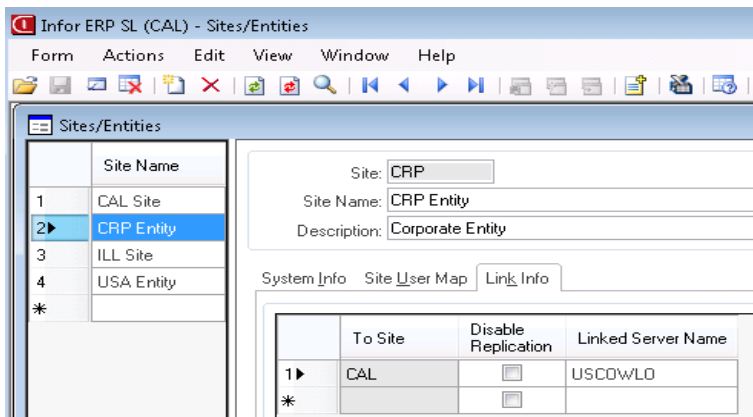 Infor ERP SL (CAL) - Sites/Entities
Form Actions Edit View Window Help
Sites/Entities
Site Name
1 CAL Site
2 CRP Entity
3 ILL Site
4 USA Entity
Site: CRP
Site Name: CRP Entity
Description: Corporate Entity
System Info Site User Map Link Info
To Site Disable Replication Linked Server Name
1 CAL USCOWLO